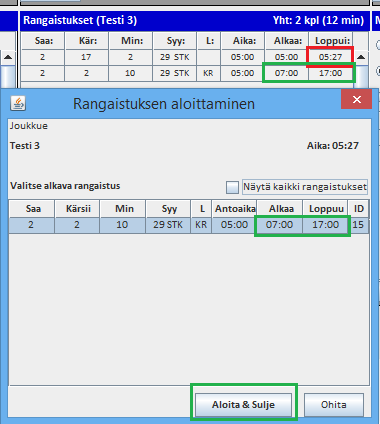 Rangaistukset (Testi 3) Yht: 2 kpl (12 min)
Saa: Kär: Min: Syy: L: Aika: Alkaa: Loppui:
2 17 2 29 STK 05:00 05:00 05:27
2 2 10 29 STK KR 05:00 07:00 17:00
Rangaistuksen aloittaminen
Joukkue
Testi 3 Aika: 05:27
Valitse alkava rangaistus Näytä kaikki rangaistukset
Saa Kärsii Min Syy L Antoaika Alkaa Loppuu ID
2 2 10 29 STK KR 05:00 07:00 17:00 15
Aloita & Sulje Ohita